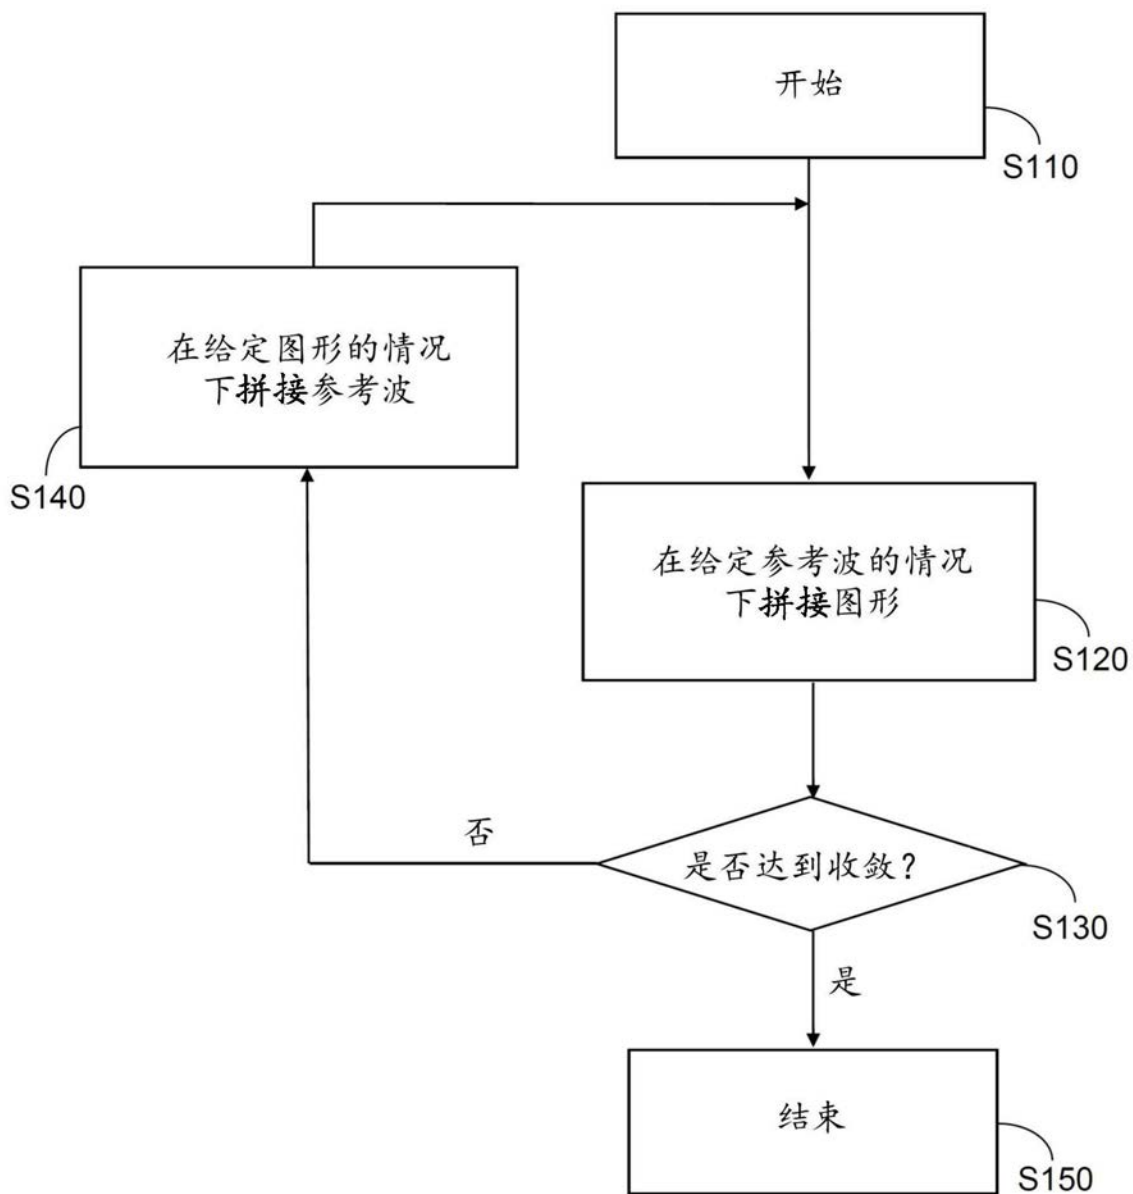 开始
S110
在给定图形的情况
下拼接参考波
S140
在给定参考波的情况
下拼接图形
S120
否
是否达到收敛？
S130
是
结束
S150